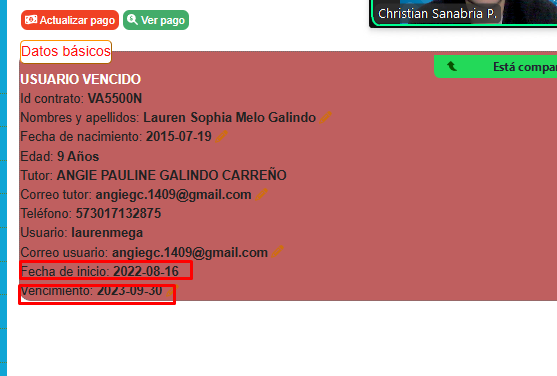 Christian Sanabria P.
Actualizar pago Ver pago
Datos básicos
Está compar
USUARIO VENCIDO
Id contrato: VA5500N
Nombres y apellidos: Lauren Sophia Melo Galindo
Fecha de nacimiento: 2015-07-19
Edad: 9 Años
Tutor: ANGIE PAULINE GALINDO CARREÑO
Correo tutor: angiegc.1409@gmail.com
Teléfono: 573017132875
Usuario: laurenmega
Correo usuario: angiegc.1409@gmail.com
Fecha de inicio: 2022-08-16
Vencimiento: 2023-09-30